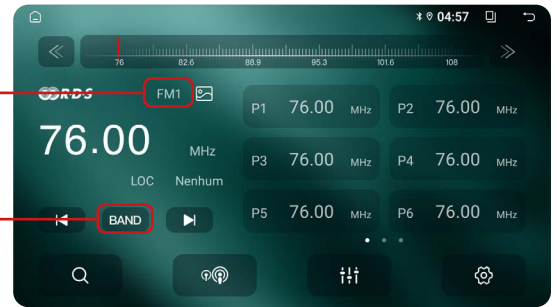 04:57
76 82.6 88.9 95.3 101.6 108
RDS FM1
76.00 MHz
LOC Nenhum
BAND
P1 76.00 MHz P2 76.00 MHz
P3 76.00 MHz P4 76.00 MHz
P5 76.00 MHz P6 76.00 MHz